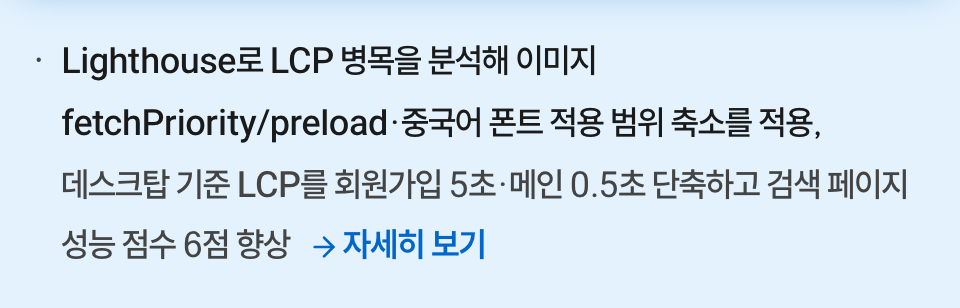 · Lighthouse로 LCP 병목을 분석해 이미지
fetchPriority/preload·중국어 폰트 적용 범위 축소를 적용,
데스크탑 기준 LCP를 회원가입 5초·메인 0.5초 단축하고 검색 페이지
성능 점수 6점 향상 → 자세히 보기